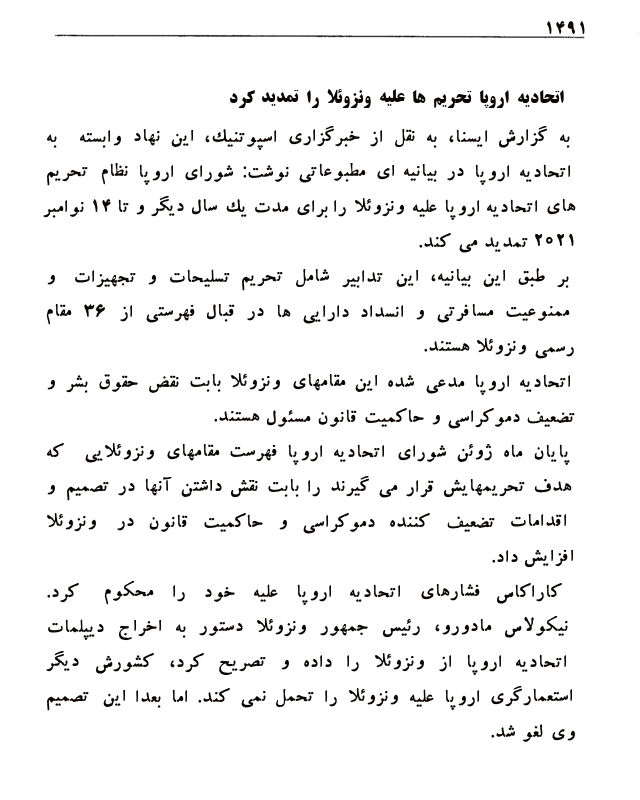 ۱۴۹۱
اتحادیه اروپا تحریم ها علیه ونزوئلا را تمدید کرد
به گزارش ایسنا، به نقل از خبرگزاری اسپوتنیك، این نهاد وابسته به
اتحادیه اروپا در بیانیه ای مطبوعاتی نوشت: شورای اروپا نظام تحریم
های اتحادیه اروپا علیه ونزوئلا را برای مدت یك سال دیگر و تا ۱۴ نوامبر
۲۰۲۱ تمدید می کند.
بر طبق این بیانیه، این تدابیر شامل تحریم تسلیحات و تجهیزات و
ممنوعیت مسافرتی و انسداد دارایی ها در قبال فهرستی از ۳۶ مقام
رسمی ونزوئلا هستند.
اتحادیه اروپا مدعی شده این مقامهای ونزوئلا بابت نقض حقوق بشر و
تضعیف دموکراسی و حاکمیت قانون مسئول هستند.
پایان ماه ژوئن شورای اتحادیه اروپا فهرست مقامهای ونزوئلایی که
هدف تحریمهایش قرار می گیرند را بابت نقش داشتن آنها در تصمیم و
اقدامات تضعیف کننده دموکراسی و حاکمیت قانون در ونزوئلا
افزایش داد.
کاراکاس فشارهای اتحادیه اروپا علیه خود را محکوم کرد.
نیکولاس مادورو، رئیس جمهور ونزوئلا دستور به اخراج دیپلمات
اتحادیه اروپا از ونزوئلا را داده و تصریح کرد، کشورش دیگر
استعمارگری اروپا علیه ونزوئلا را تحمل نمی کند. اما بعدا این تصمیم
وی لغو شد.